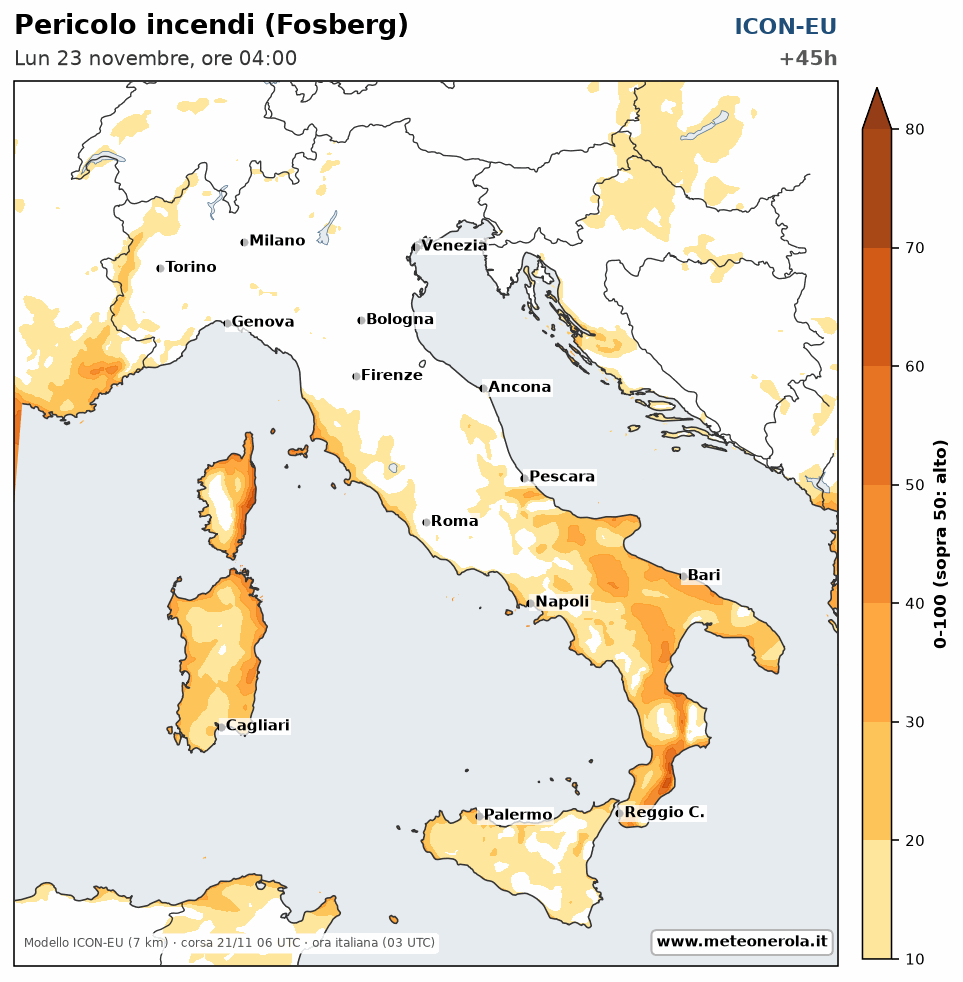 Pericolo incendi (Fosberg)
ICON-EU
Lun 23 novembre, ore 04:00
+45h
Milano
Venezia
Torino
Genova
Bologna
Firenze
Ancona
Pescara
Roma
Bari
Napoli
Cagliari
Palermo
Reggio C.
80
70
60
50
40
30
20
10
0-100 (sopra 50: alto)
Modello ICON-EU (7 km) · corsa 21/11 06 UTC · ora italiana (03 UTC)
www.meteonerola.it